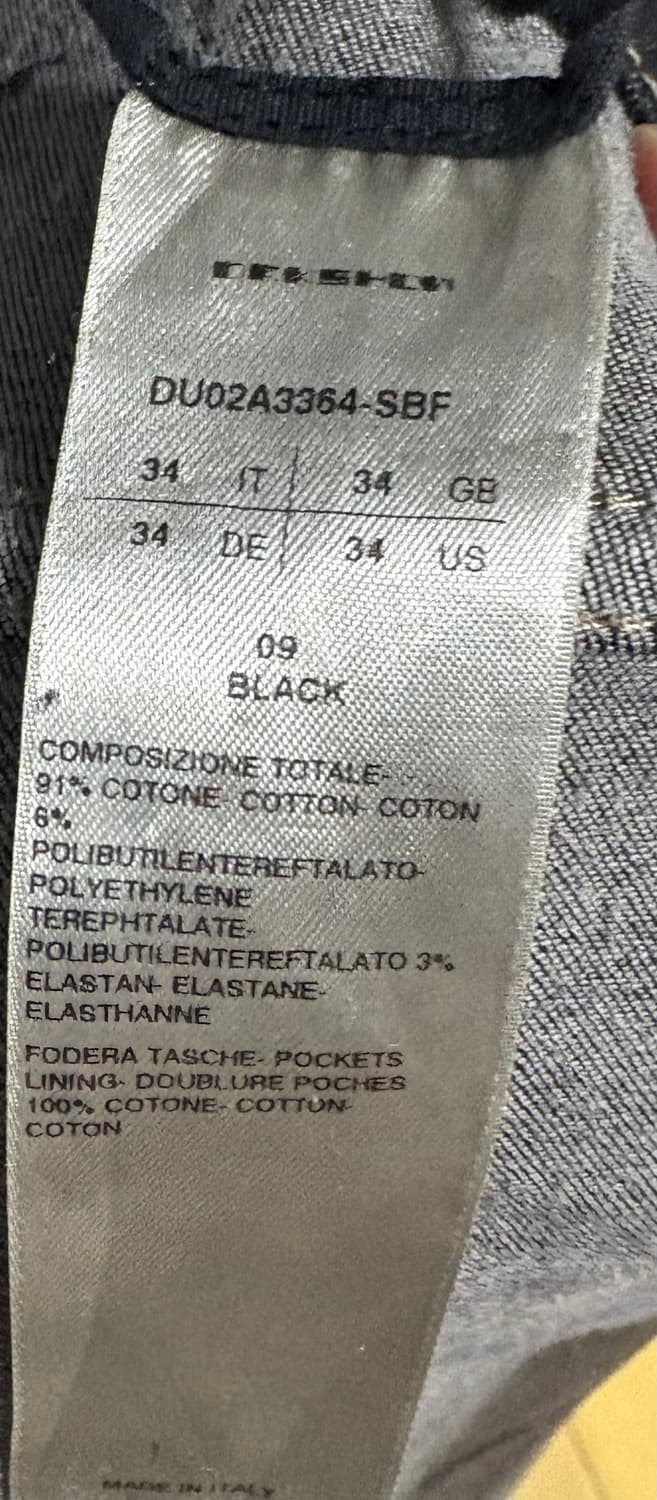 DRKSHDW
DU02A3364-SBF
34 IT 34 GB
34 DE 34 US
09
BLACK
COMPOSIZIONE TOTALE- -
91% COTONE- COTTON- COTON
6%
POLIBUTILENTEREFTALATO-
POLYETHYLENE
TEREPHTALATE-
POLIBUTILENTEREFTALATO 3%
ELASTAN- ELASTANE-
ELASTHANNE
FODERA TASCHE- POCKETS
LINING- DOUBLURE POCHES
100% COTONE- COTTON-
COTON
MADE IN ITALY